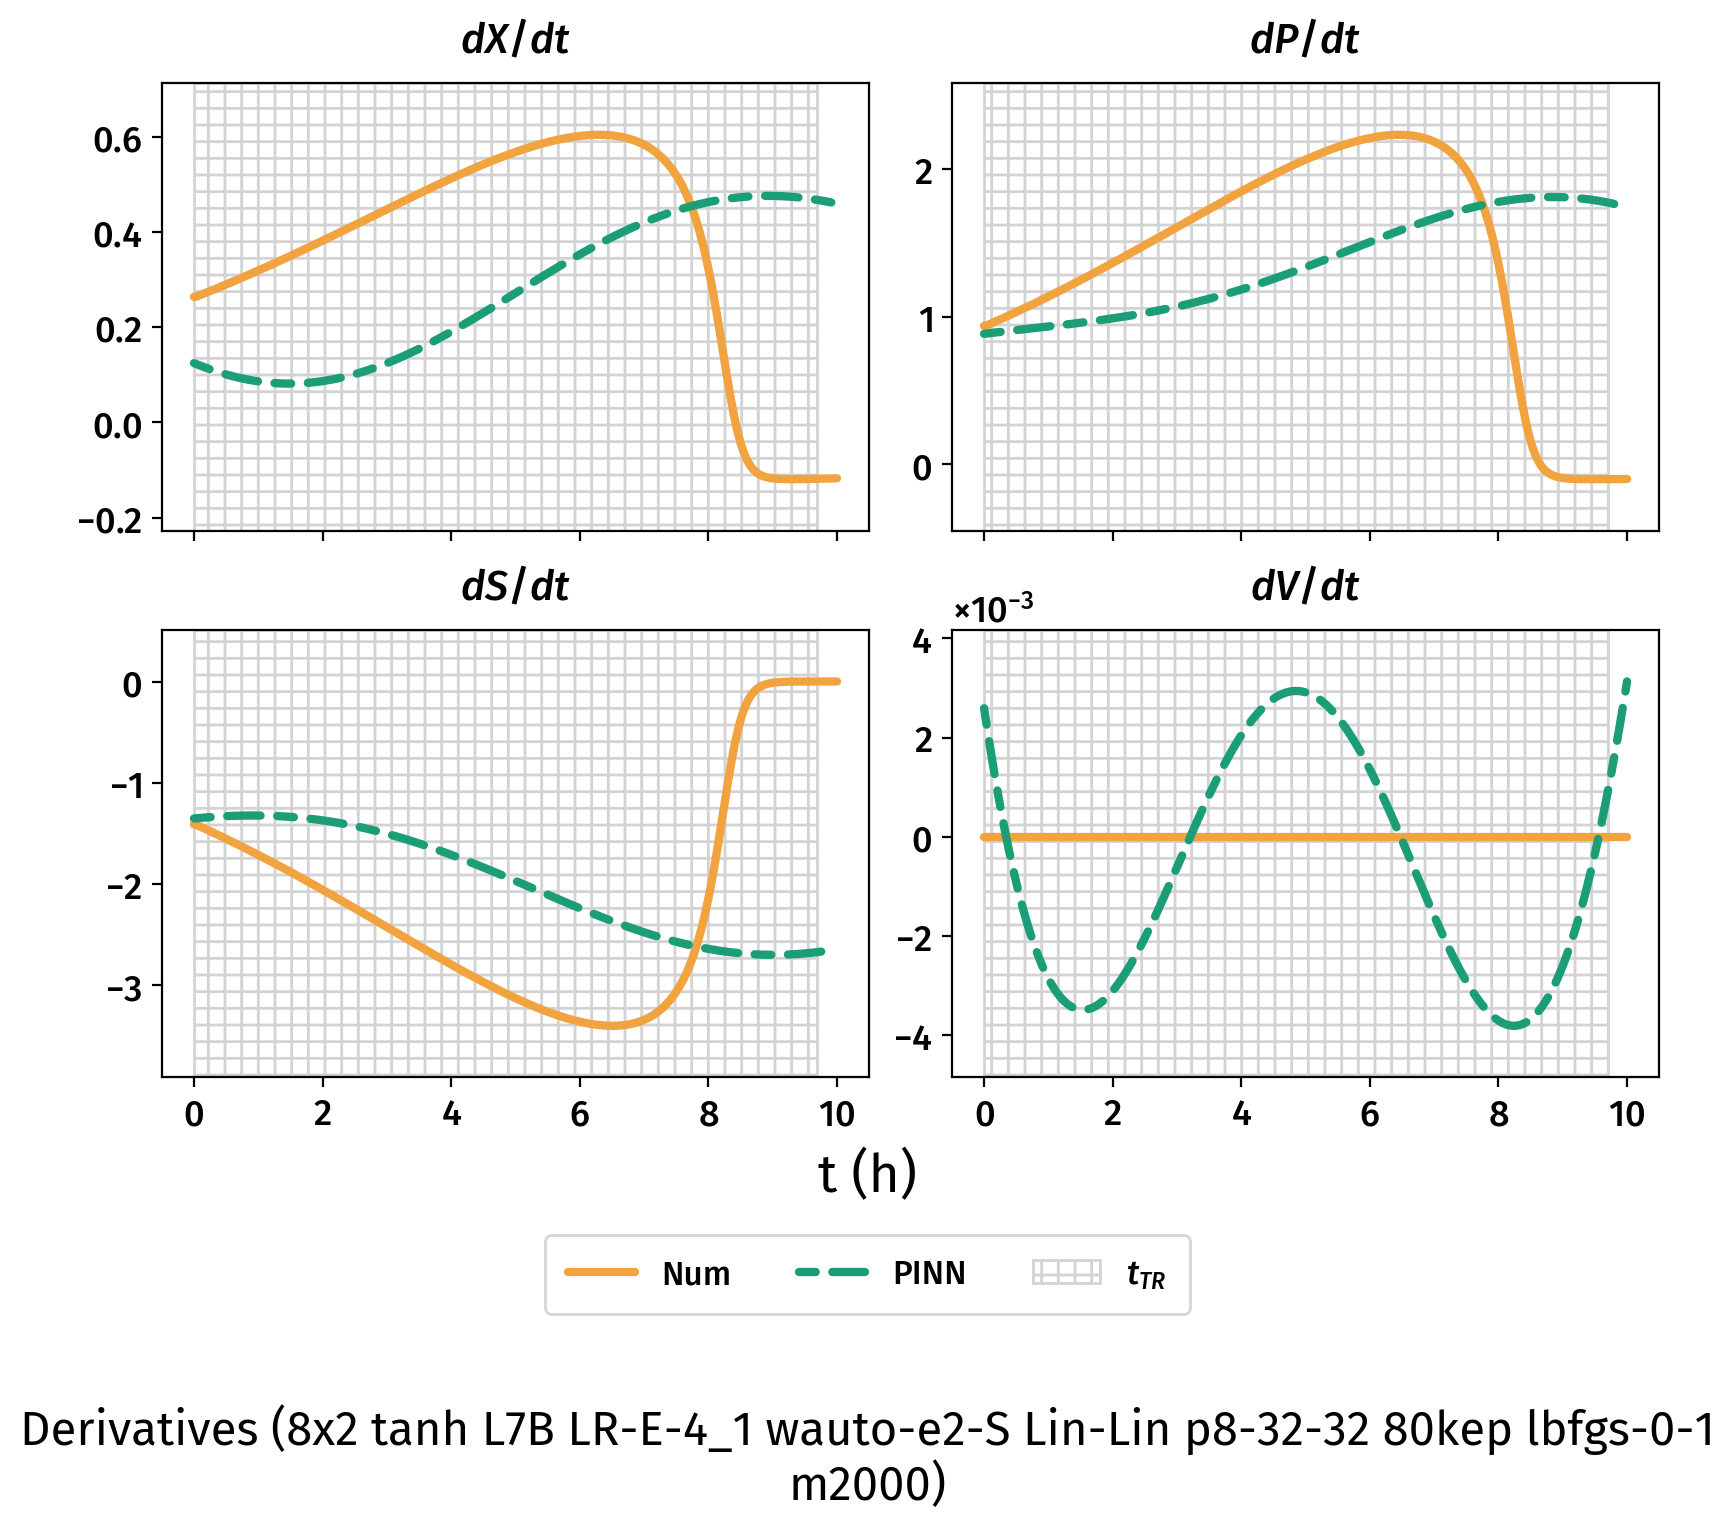 dX/dt
dP/dt
0.6
0.4
0.2
0.0
−0.2
2
1
0
dS/dt
dV/dt
×10⁻³
0
−1
−2
−3
4
2
0
−2
−4
0 2 4 6 8 10
0 2 4 6 8 10
t (h)
Num PINN t_TR
Derivatives (8x2 tanh L7B LR-E-4_1 wauto-e2-S Lin-Lin p8-32-32 80kep lbfgs-0-1
m2000)